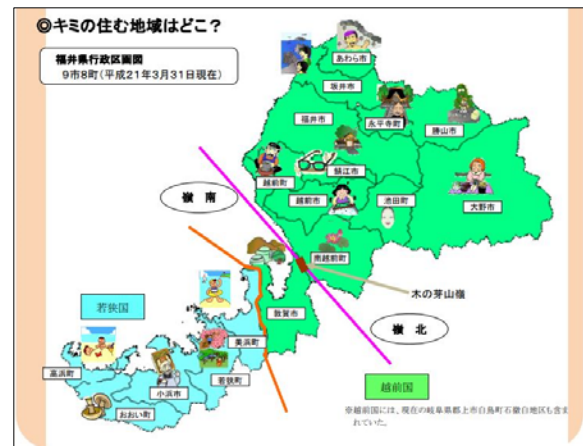 ◎キミの住む地域はどこ？
福井県行政区画図
9市8町(平成21年3月31日現在)
あわら市
坂井市
福井市
永平寺町
勝山市
鯖江市
越前町
越前市
池田町
大野市
南越前町
嶺南
木の芽山嶺
敦賀市
嶺北
若狭国
美浜町
高浜町
若狭町
小浜市
おおい町
越前国
※越前国には、現在の岐阜県郡上市白鳥町石徹白地区も含ま
れていた。